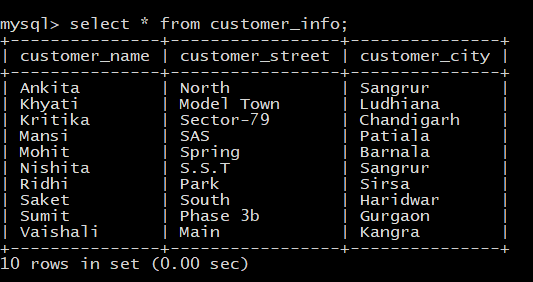 mysql> select * from customer_info;
+---------------+-----------------+---------------+
| customer_name | customer_street | customer_city |
+---------------+-----------------+---------------+
| Ankita        | North           | Sangrur       |
| Khyati        | Model Town      | Ludhiana      |
| Kritika       | Sector-79       | Chandigarh    |
| Mansi         | SAS             | Patiala       |
| Mohit         | Spring          | Barnala       |
| Nishita       | S.S.T           | Sangrur       |
| Ridhi         | Park            | Sirsa         |
| Saket         | South           | Haridwar      |
| Sumit         | Phase 3b        | Gurgaon       |
| Vaishali      | Main            | Kangra        |
+---------------+-----------------+---------------+
10 rows in set (0.00 sec)